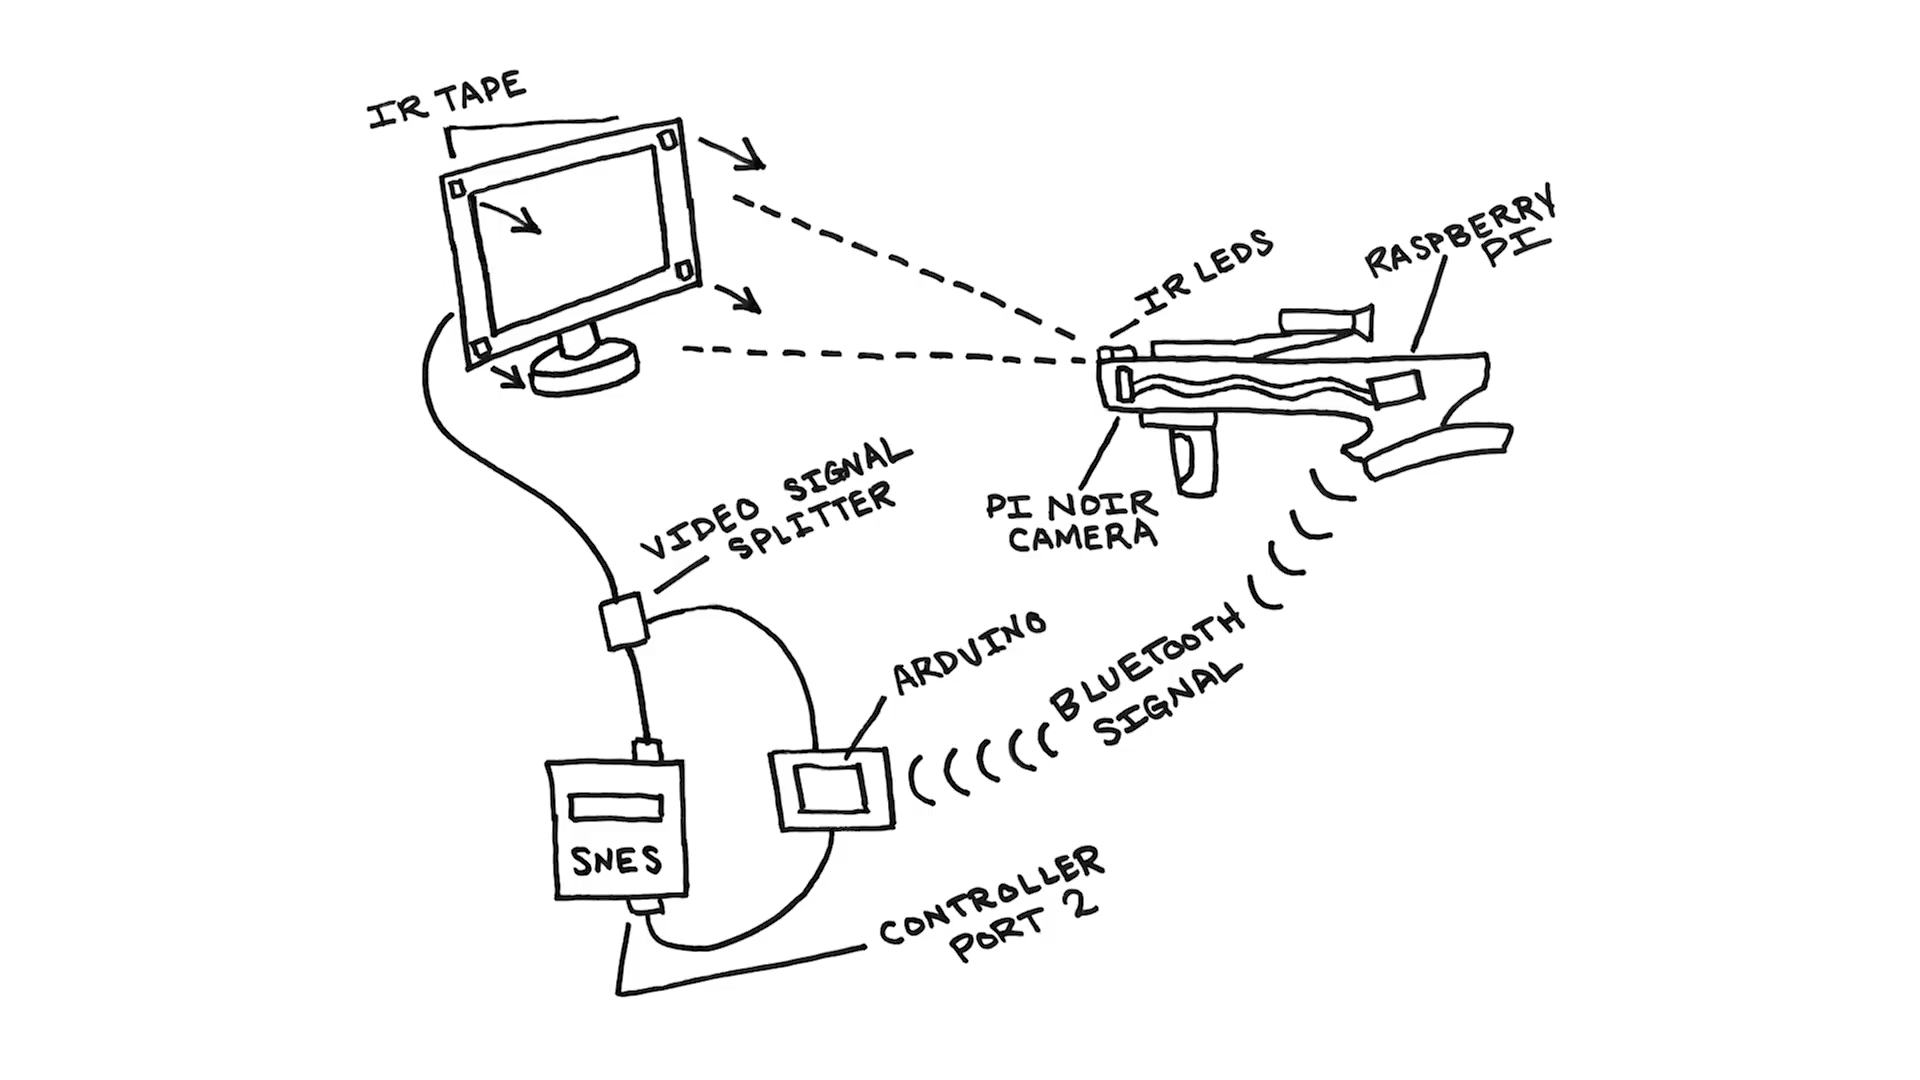 IR TAPE
IR LEDS
RASPBERRY
PI
PI NOIR
CAMERA
VIDEO SIGNAL
SPLITTER
ARDUINO
BLUETOOTH
SIGNAL
SNES
CONTROLLER
PORT 2